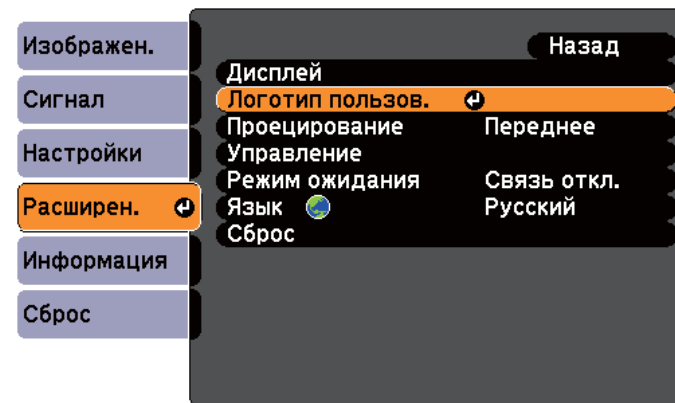 Изображен.
Сигнал
Настройки
Расширен.
Информация
Сброс
Назад
Дисплей
Логотип пользов.
Проецирование Переднее
Управление
Режим ожидания Связь откл.
Язык Русский
Сброс